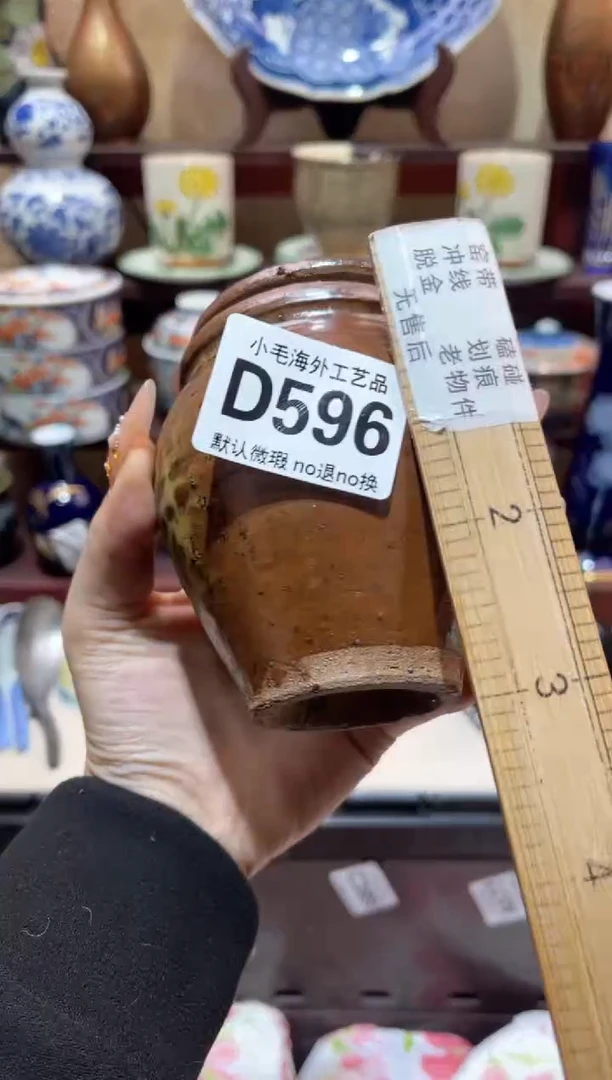 小毛海外工艺品
D596
默认微瑕 no退no换
窑带 磕碰
冲线 划痕
脱金 老物件
无售后
2
3
4